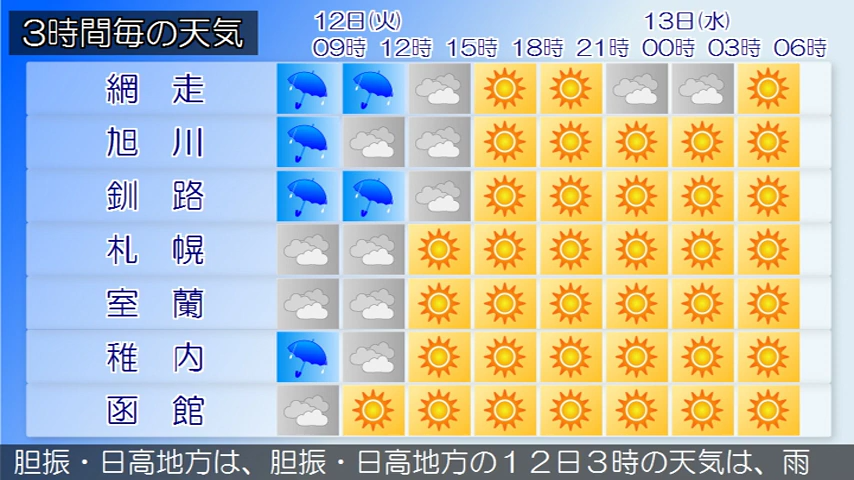 3時間毎の天気
12日(火) 13日(水)
09時 12時 15時 18時 21時 00時 03時 06時
網走
旭川
釧路
札幌
室蘭
稚内
函館
胆振・日高地方は、胆振・日高地方の12日3時の天気は、雨